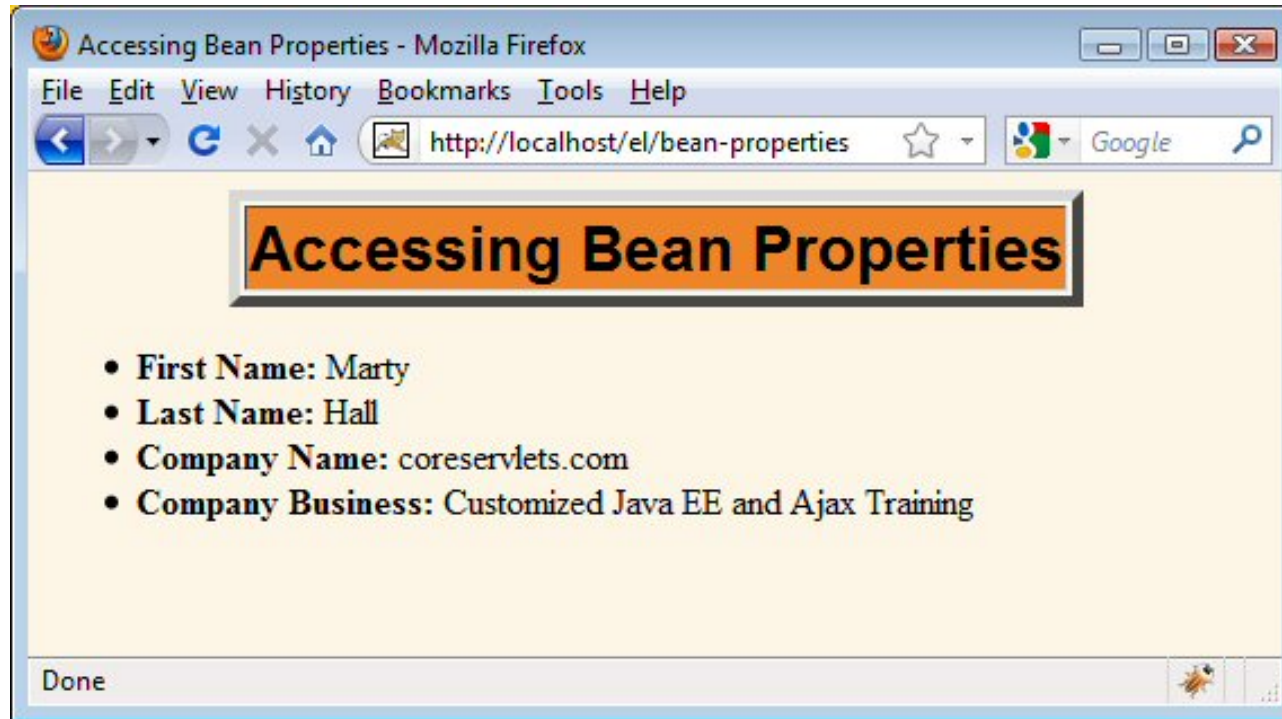 Accessing Bean Properties - Mozilla Firefox
File Edit View History Bookmarks Tools Help
http://localhost/el/bean-properties Google
Accessing Bean Properties
• First Name: Marty
• Last Name: Hall
• Company Name: coreservlets.com
• Company Business: Customized Java EE and Ajax Training
Done